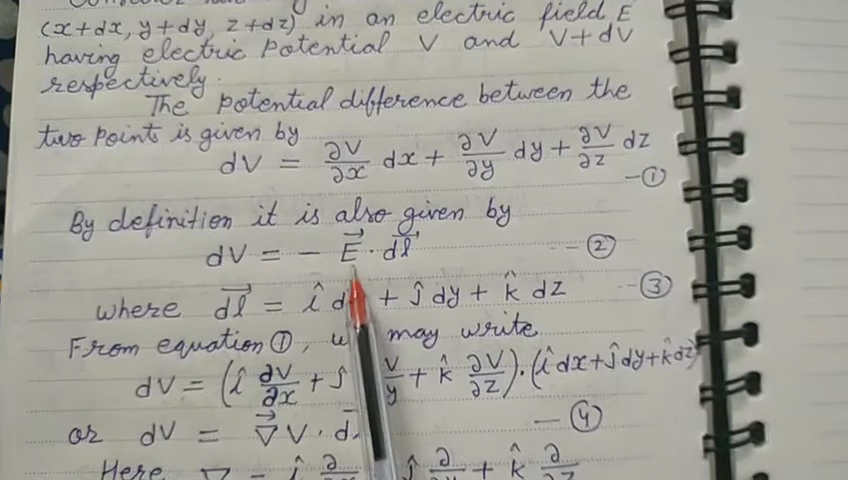 (x+dx, y+dy, z+dz) in an electric field E
having electric potential V and V+dV
respectively.
The potential difference between the
two points is given by
dV = ∂V/∂x dx + ∂V/∂y dy + ∂V/∂z dz
-①
By definition it is also given by
dV = - E⃗ · dl⃗ -- ②
where dl⃗ = î d + ĵ dy + k̂ dz -③
From equation ①, may write
dV = (î ∂V/∂x + ĵ V/y + k̂ ∂V/∂z) · (î dx + ĵ dy + k̂ dz)
or dV = ∇⃗ V · d -④
Here ∇ = î ∂ ĵ ∂ + k̂ ∂/∂z